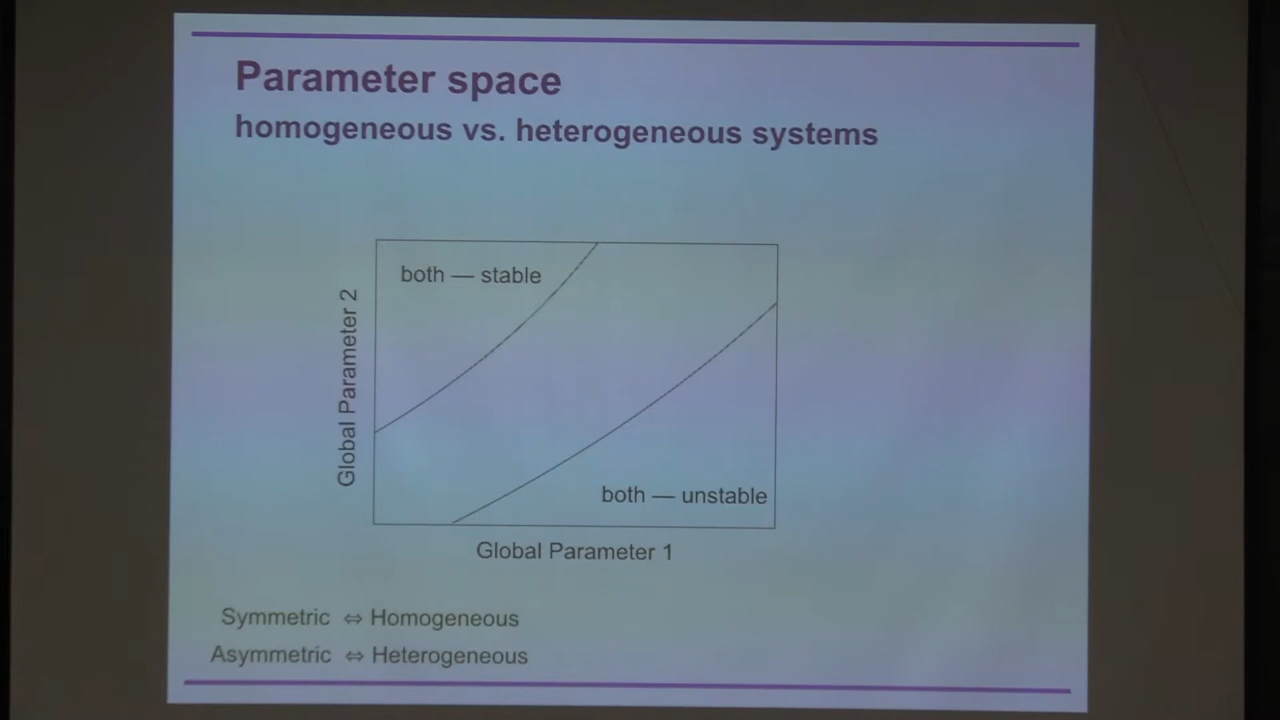 Parameter space
homogeneous vs. heterogeneous systems
both — stable
Global Parameter 2
both — unstable
Global Parameter 1
Symmetric ⇔ Homogeneous
Asymmetric ⇔ Heterogeneous